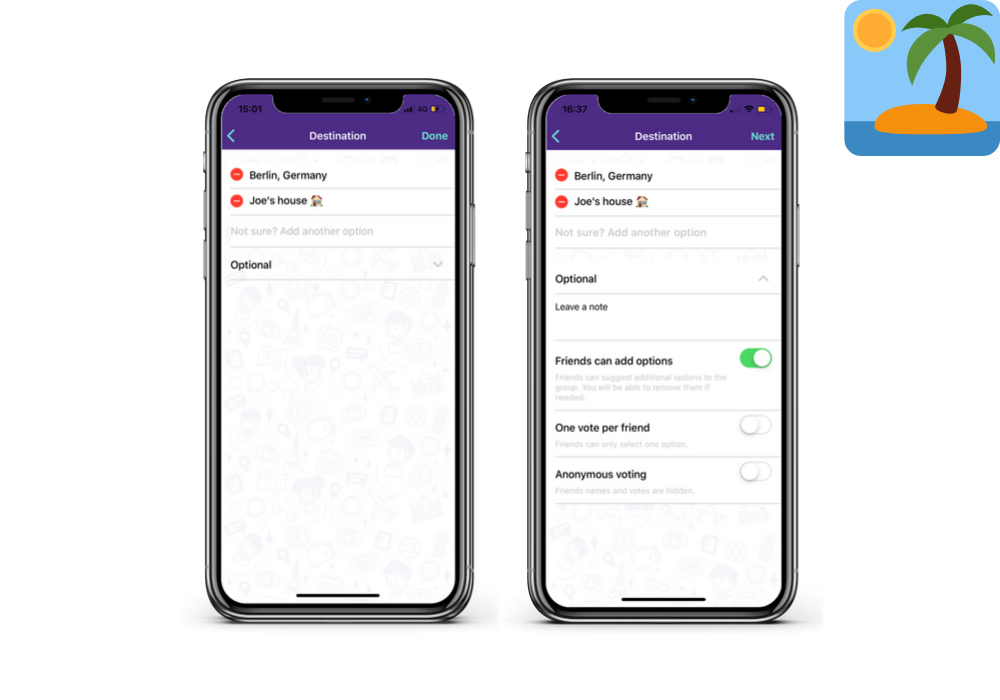 15:01
4G
Destination
Done
Berlin, Germany
Joe's house
Not sure? Add another option
Optional
16:37
Destination
Next
Berlin, Germany
Joe's house
Not sure? Add another option
Optional
Leave a note
Friends can add options
Friends can suggest additional options to the
group. You will be able to remove them if
needed.
One vote per friend
Friends can only select one option.
Anonymous voting
Friends names and votes are hidden.